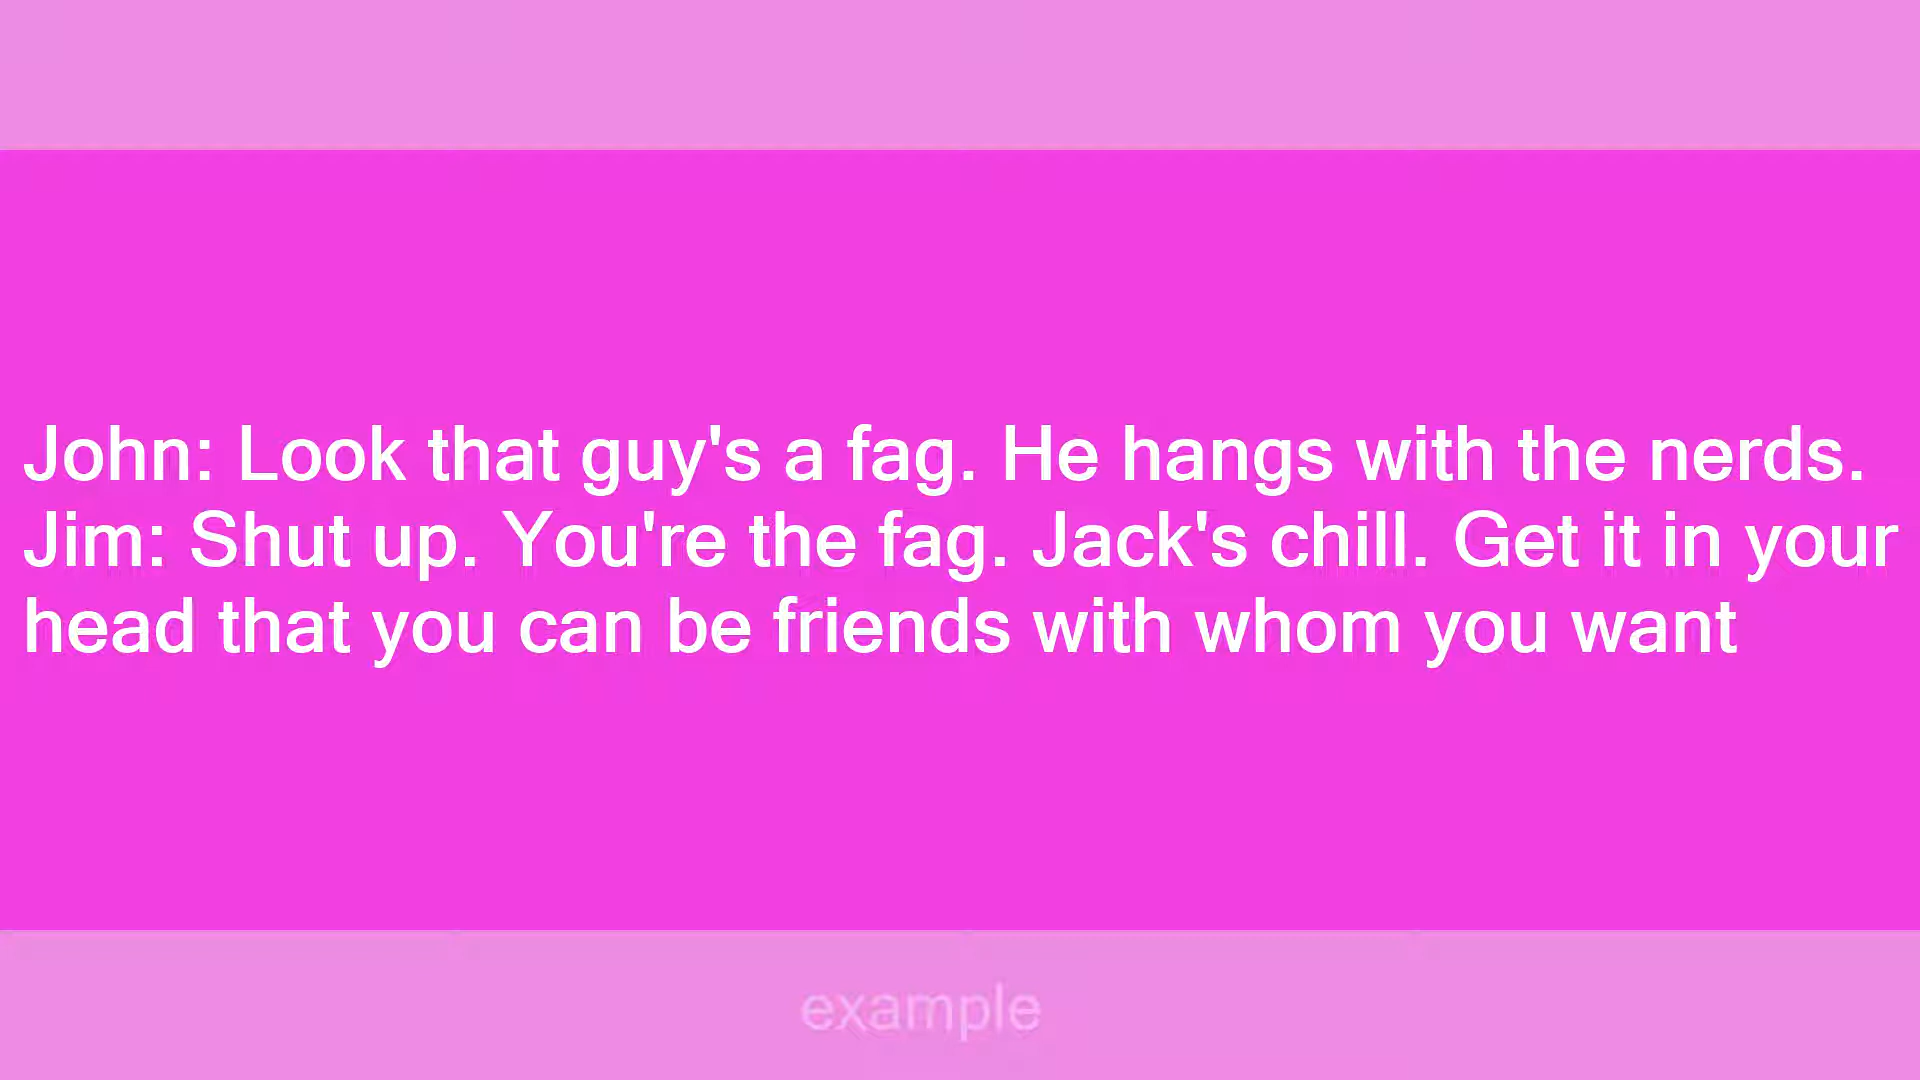 John: Look that guy's a fag. He hangs with the nerds.
Jim: Shut up. You're the fag. Jack's chill. Get it in your
head that you can be friends with whom you want
example